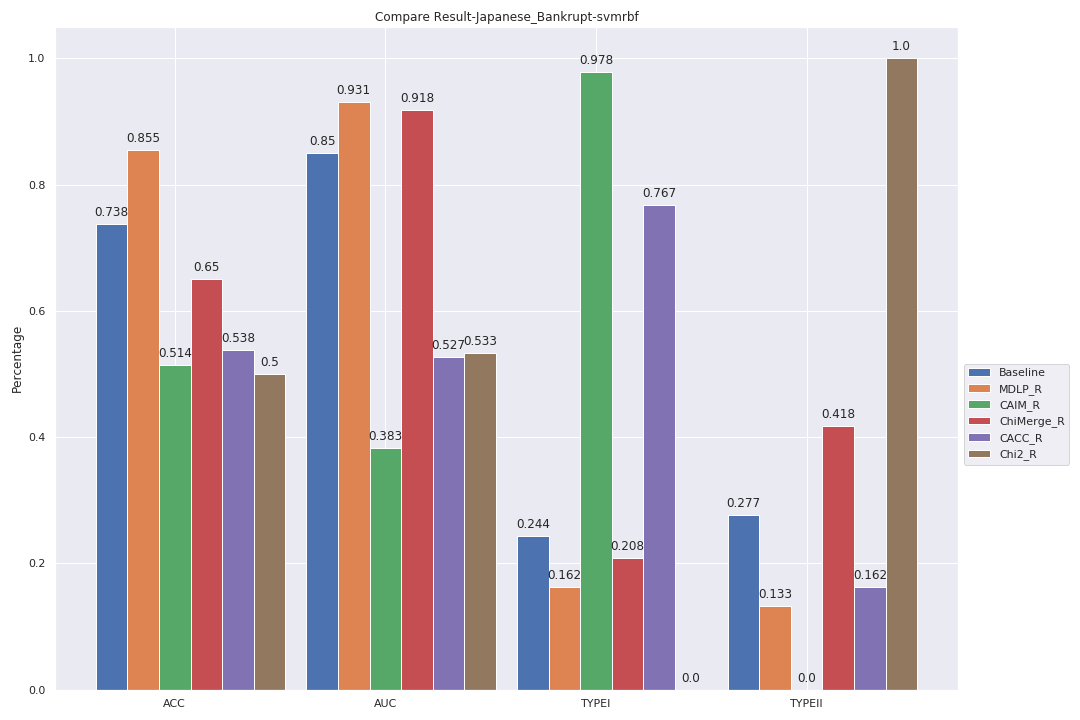 Compare Result-Japanese_Bankrupt-svmrbf
Percentage
1.0
0.8
0.6
0.4
0.2
0.0
0.738
0.855
0.514
0.65
0.538
0.5
0.85
0.931
0.383
0.918
0.527
0.533
0.244
0.162
0.978
0.208
0.767
0.0
0.277
0.133
0.0
0.418
0.162
1.0
ACC
AUC
TYPEI
TYPEII
Baseline
MDLP_R
CAIM_R
ChiMerge_R
CACC_R
Chi2_R